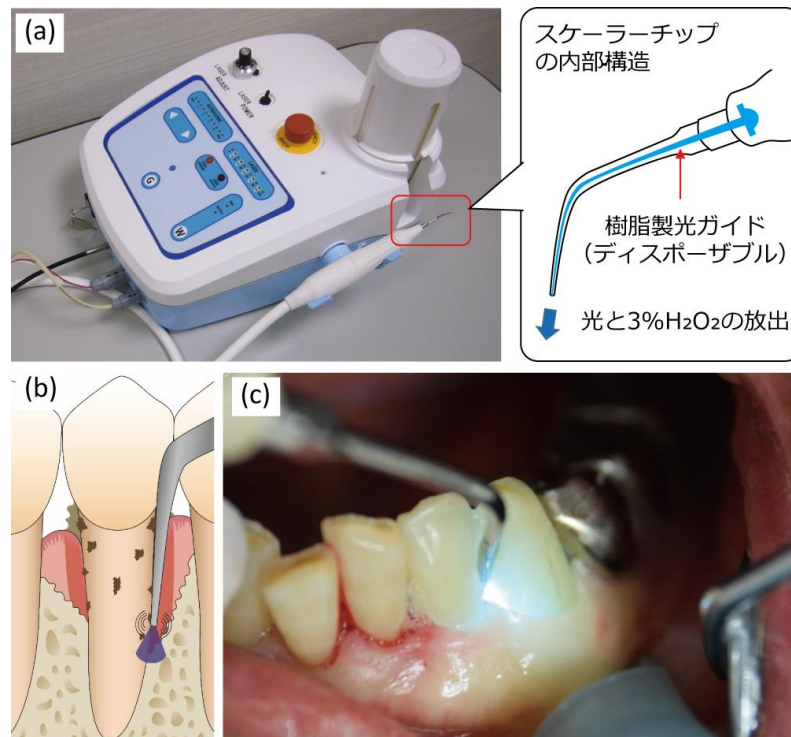 (a)
LASER
ADJUST
LASER
POWER
G
W
スケーラーチップ
の内部構造
樹脂製光ガイド
（ディスポーザブル）
光と3%H₂O₂の放出
(b)
(c)